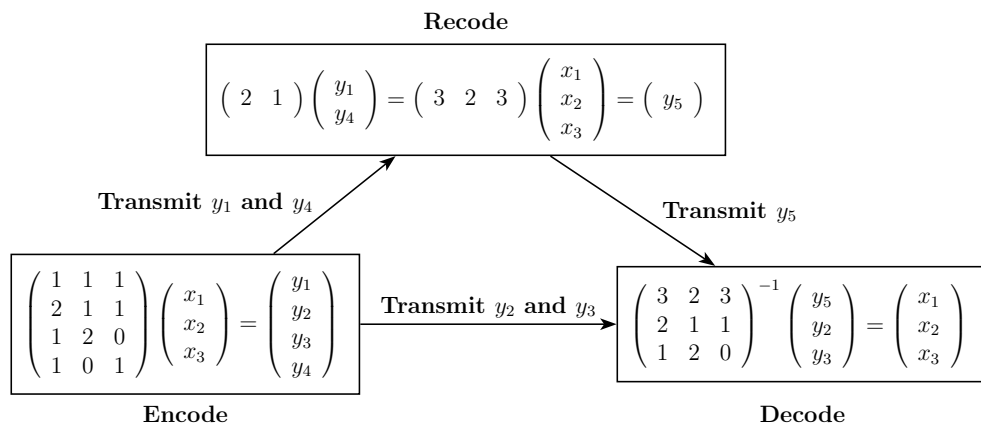 Recode
( 2 1 ) ( y₁ y₄ ) = ( 3 2 3 ) ( x₁ x₂ x₃ ) = ( y₅ )
Transmit y₁ and y₄
Transmit y₅
( 1 1 1
2 1 1
1 2 0
1 0 1 ) ( x₁ x₂ x₃ ) = ( y₁ y₂ y₃ y₄ )
Encode
Transmit y₂ and y₃
( 3 2 3
2 1 1
1 2 0 )⁻¹ ( y₅ y₂ y₃ ) = ( x₁ x₂ x₃ )
Decode